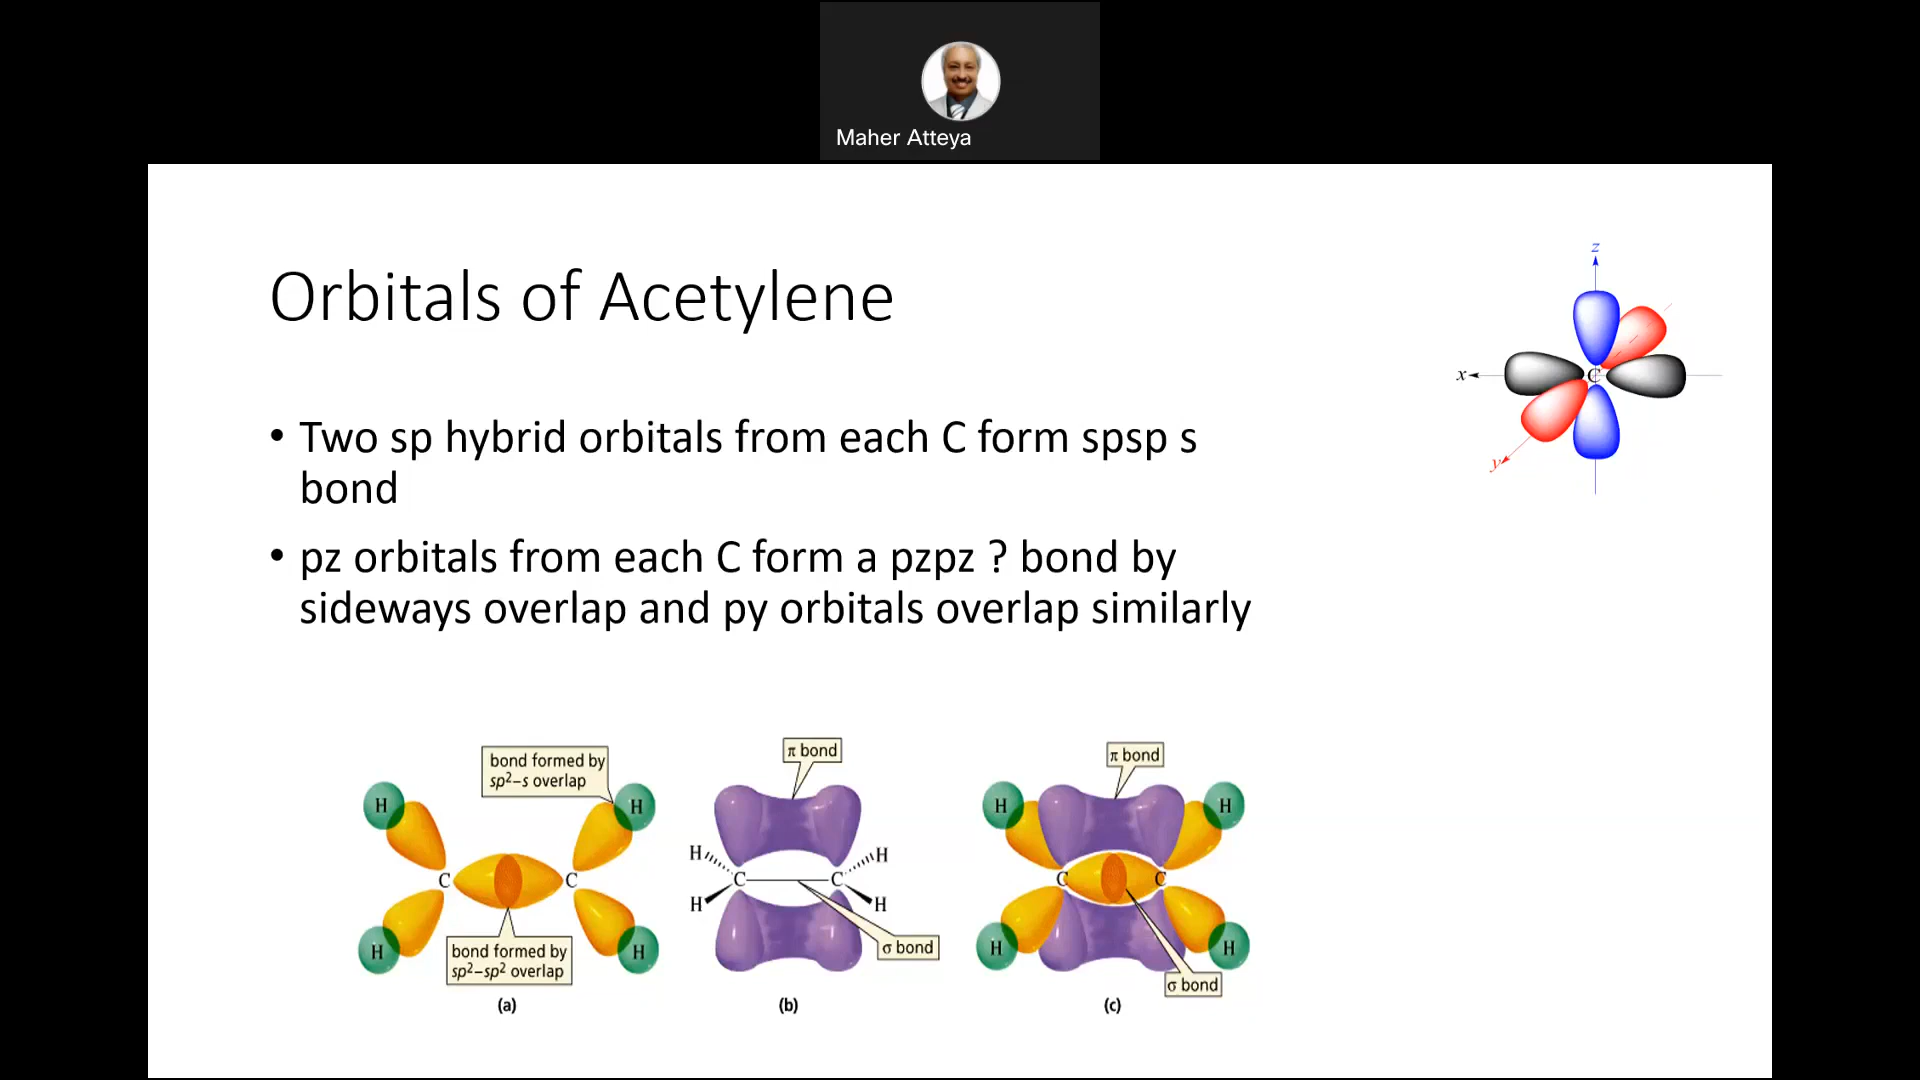 Maher Atteya
Orbitals of Acetylene
z
x
C
y
• Two sp hybrid orbitals from each C form spsp s
bond
• pz orbitals from each C form a pzpz ? bond by
sideways overlap and py orbitals overlap similarly
bond formed by
sp²–s overlap
H
H
C
C
H
H
bond formed by
sp²–sp² overlap
(a)
π bond
H
H
C
C
H
H
σ bond
(b)
π bond
H
H
C
C
H
H
σ bond
(c)